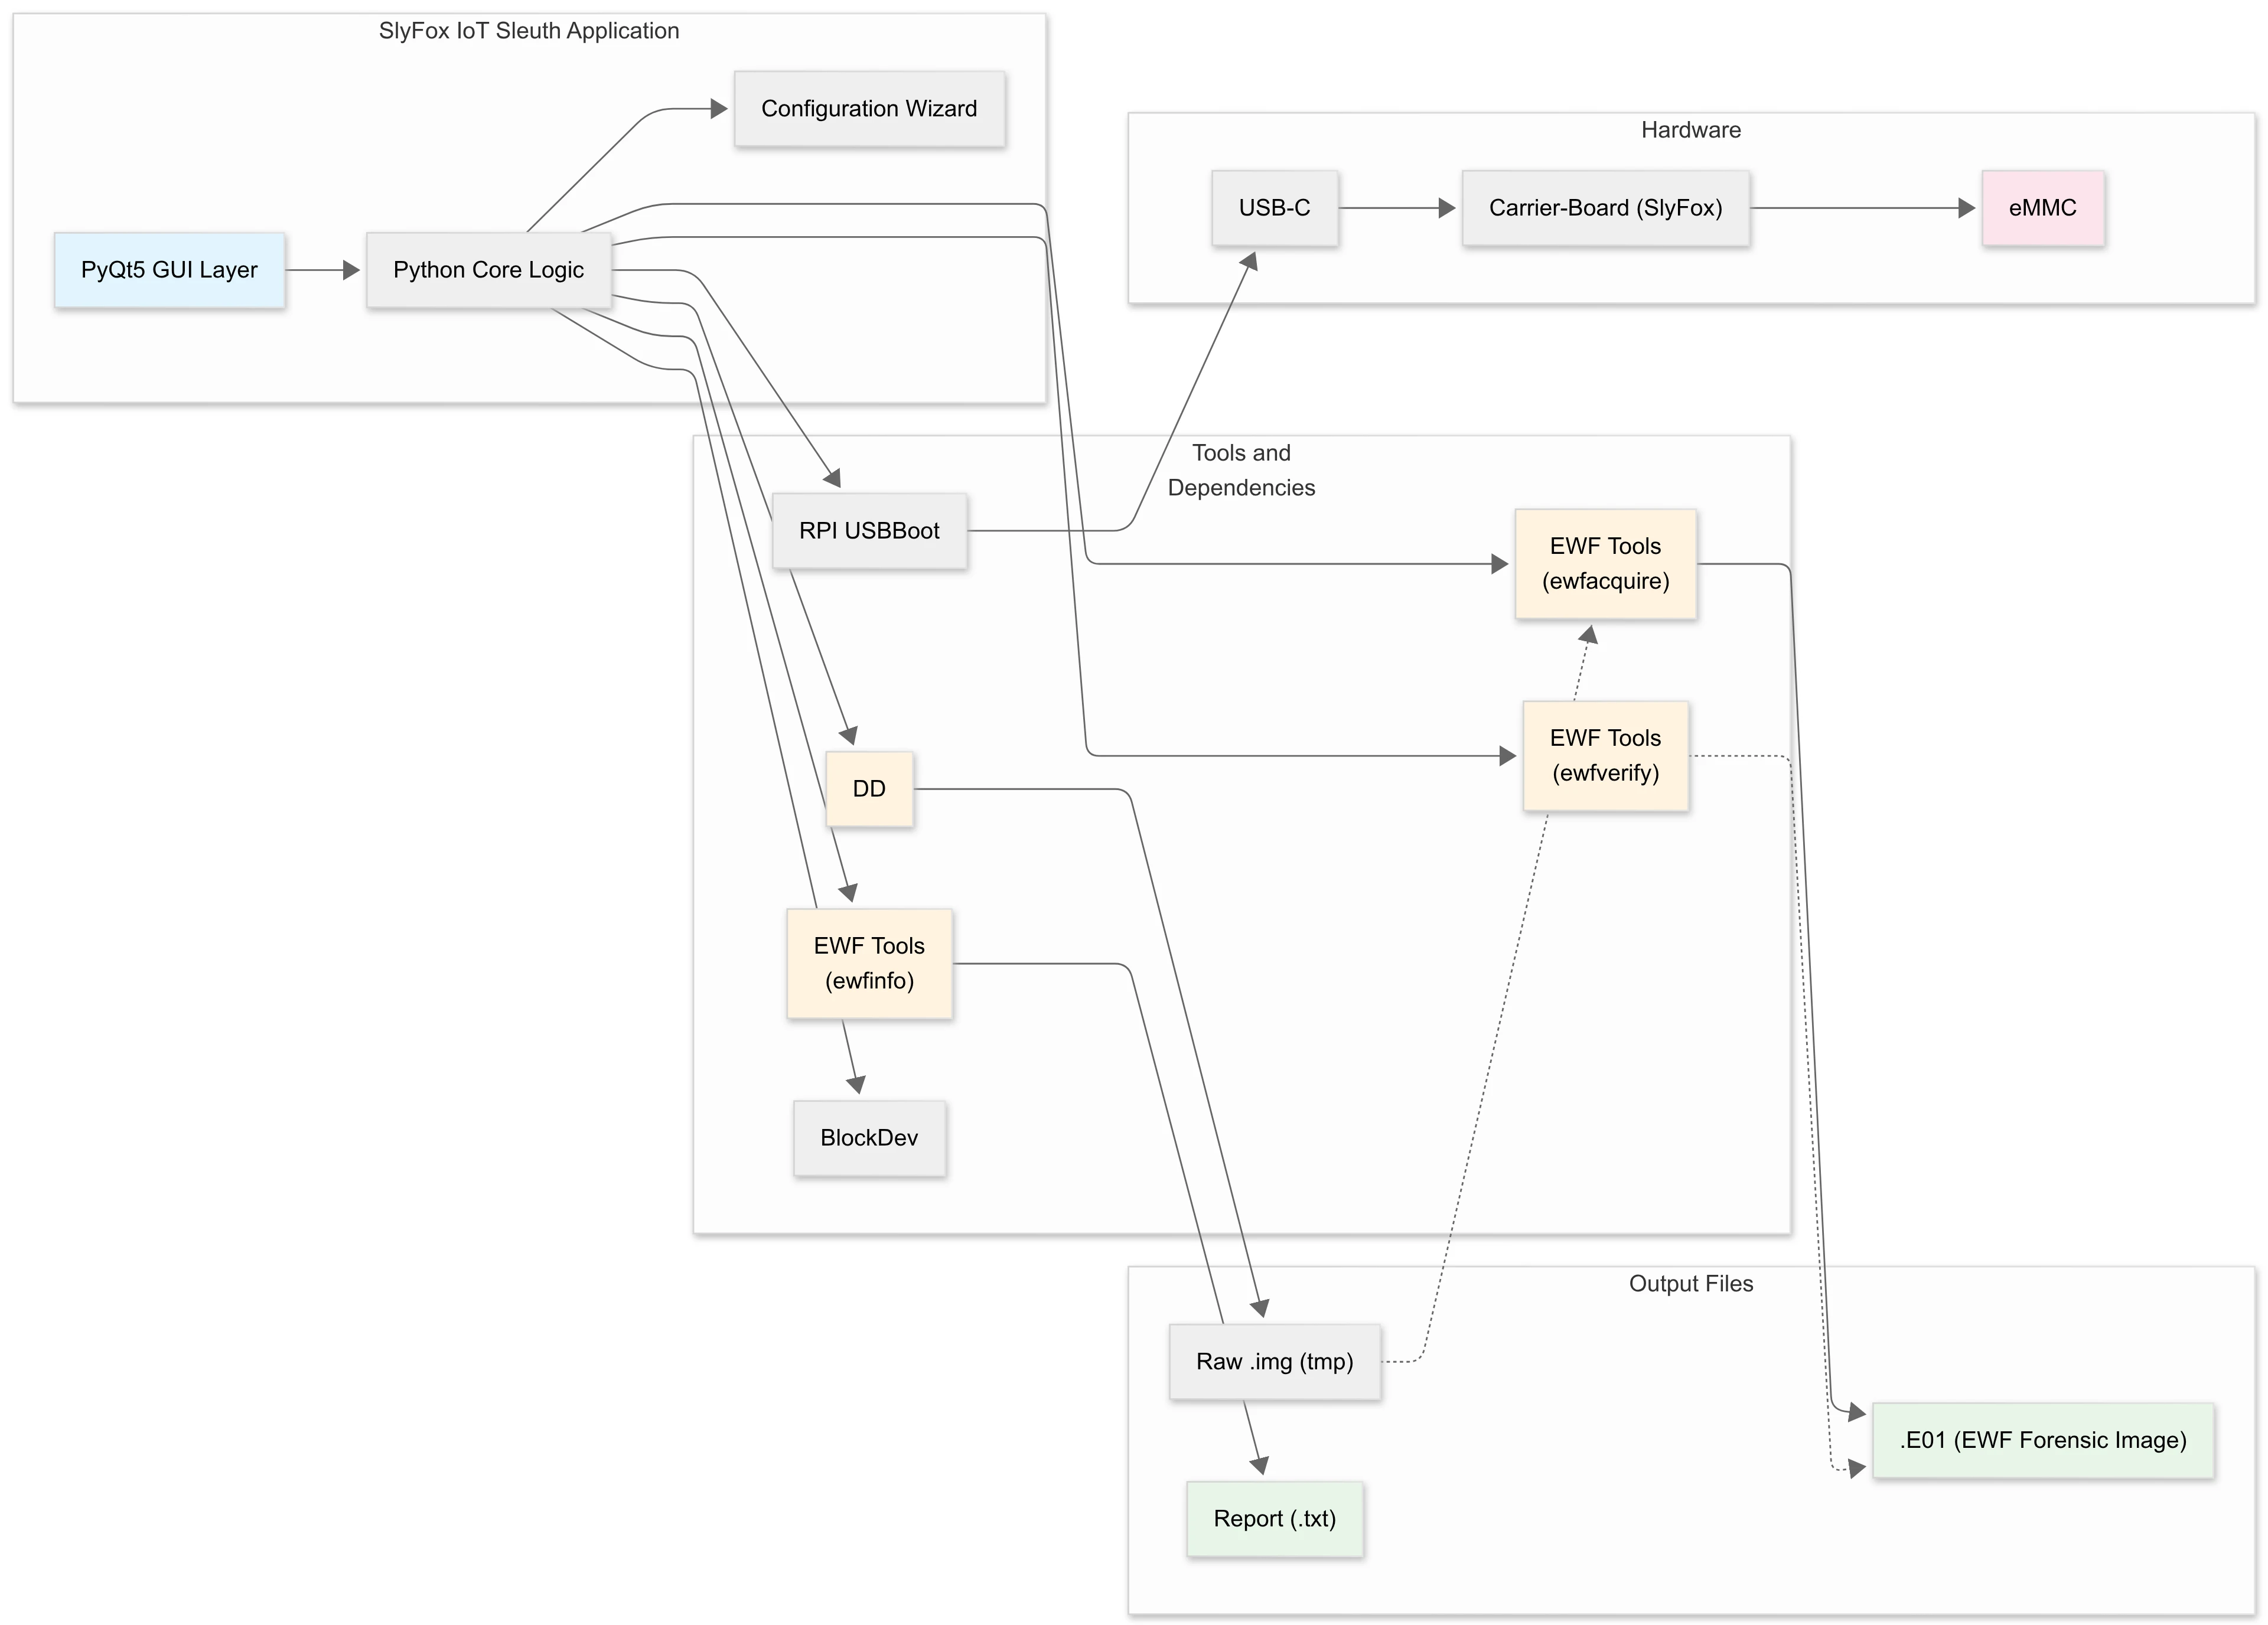 SlyFox IoT Sleuth Application
Configuration Wizard
PyQt5 GUI Layer
Python Core Logic
Hardware
USB-C
Carrier-Board (SlyFox)
eMMC
Tools and
Dependencies
RPI USBBoot
EWF Tools
(ewfacquire)
EWF Tools
(ewfverify)
DD
EWF Tools
(ewfinfo)
BlockDev
Output Files
Raw .img (tmp)
.E01 (EWF Forensic Image)
Report (.txt)